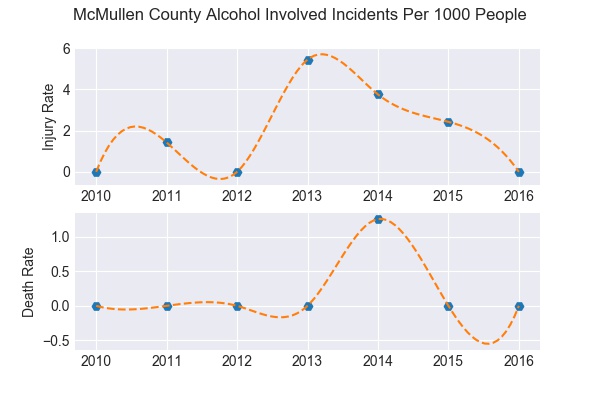 McMullen County Alcohol Involved Incidents Per 1000 People
6
4
2
0
Injury Rate
2010 2011 2012 2013 2014 2015 2016
1.0
0.5
0.0
−0.5
Death Rate
2010 2011 2012 2013 2014 2015 2016